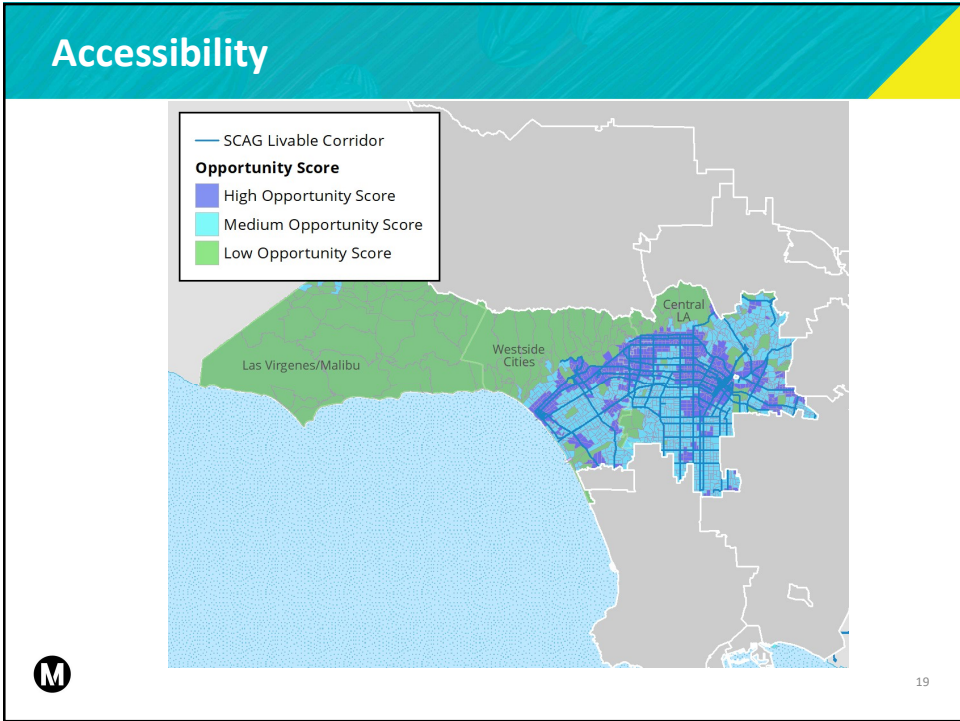 Accessibility
SCAG Livable Corridor
Opportunity Score
High Opportunity Score
Medium Opportunity Score
Low Opportunity Score
Central
LA
Westside
Cities
Las Virgenes/Malibu
M
19